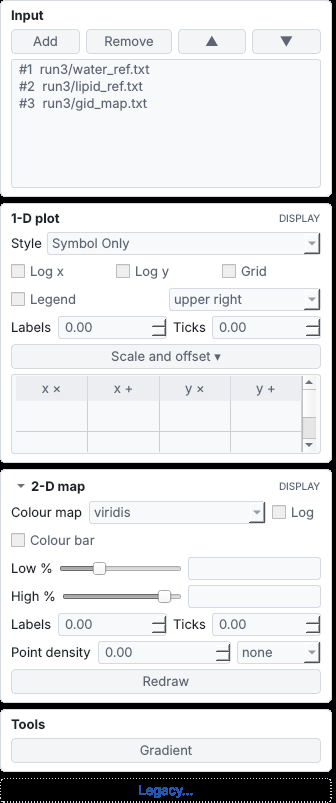 Input
Add Remove ▲ ▼
#1 run3/water_ref.txt
#2 run3/lipid_ref.txt
#3 run3/gid_map.txt
1-D plot DISPLAY
Style Symbol Only
Log x Log y Grid
Legend upper right
Labels 0.00 Ticks 0.00
Scale and offset ▾
x × x + y × y +
2-D map DISPLAY
Colour map viridis Log
Colour bar
Low %
High %
Labels 0.00 Ticks 0.00
Point density 0.00 none
Redraw
Tools
Gradient
Legacy...